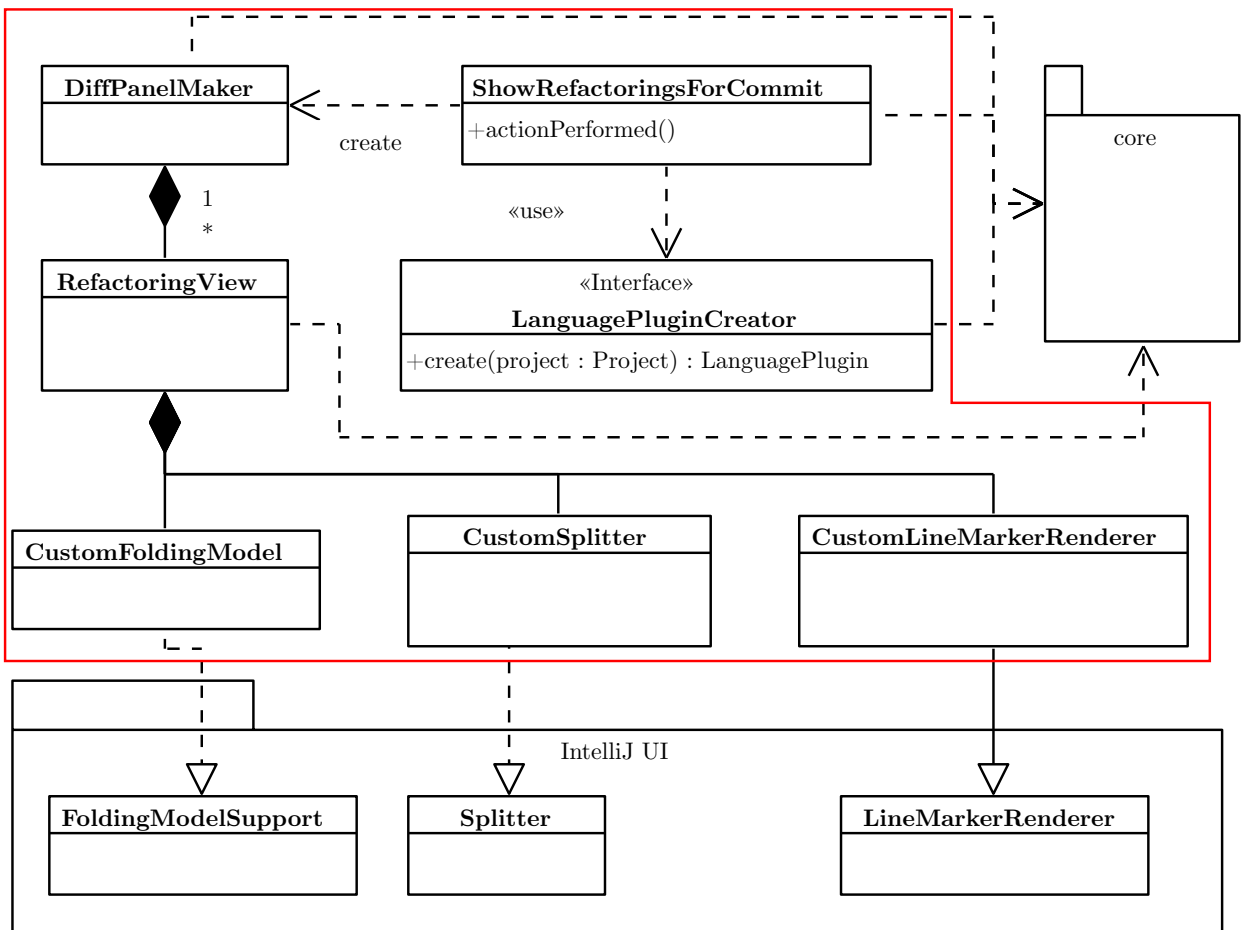 DiffPanelMaker
ShowRefactoringsForCommit
+actionPerformed()
create
core
1
*
«use»
RefactoringView
«Interface»
LanguagePluginCreator
+create(project : Project) : LanguagePlugin
CustomFoldingModel
CustomSplitter
CustomLineMarkerRenderer
IntelliJ UI
FoldingModelSupport
Splitter
LineMarkerRenderer